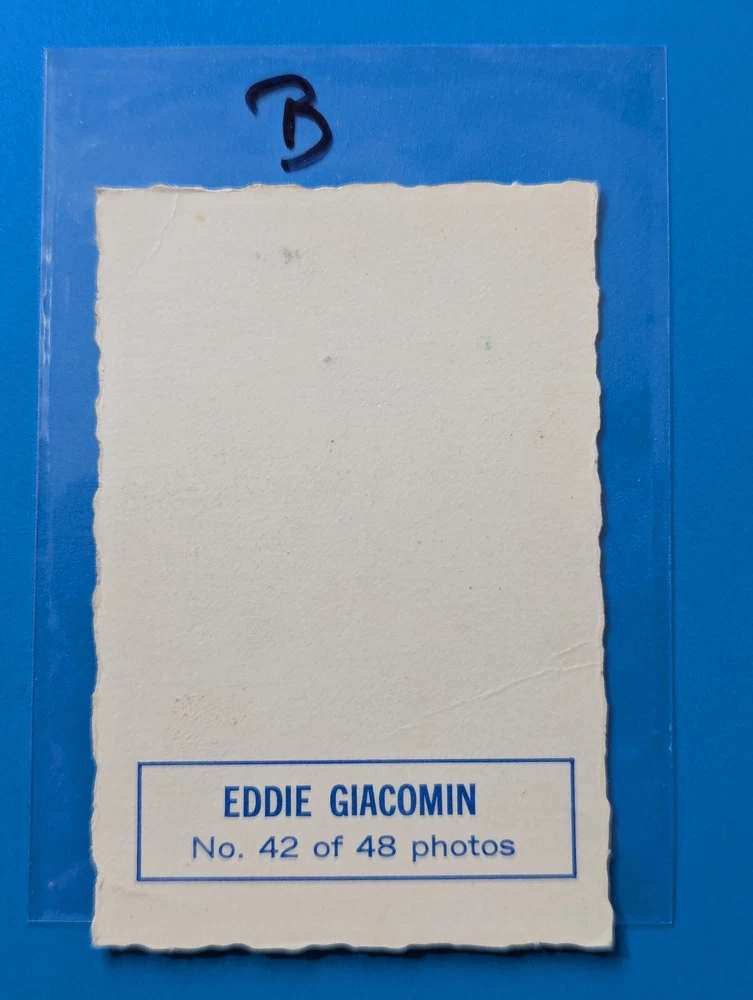 B
EDDIE GIACOMIN
No. 42 of 48 photos